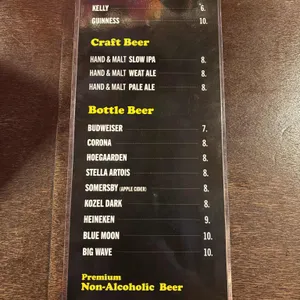 KELLY 6.
GUINNESS 10.
Craft Beer
HAND & MALT SLOW IPA 8.
HAND & MALT WEAT ALE 8.
HAND & MALT PALE ALE 8.
Bottle Beer
BUDWEISER 7.
CORONA 8.
HOEGAARDEN 8.
STELLA ARTOIS 8.
SOMERSBY (APPLE CIDER) 8.
KOZEL DARK 8.
HEINEKEN 9.
BLUE MOON 10.
BIG WAVE 10.
Premium
Non-Alcoholic Beer